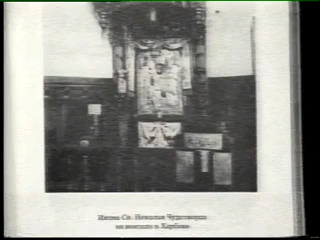 Икона Св. Николая Чудотворца
на вокзале в Харбине